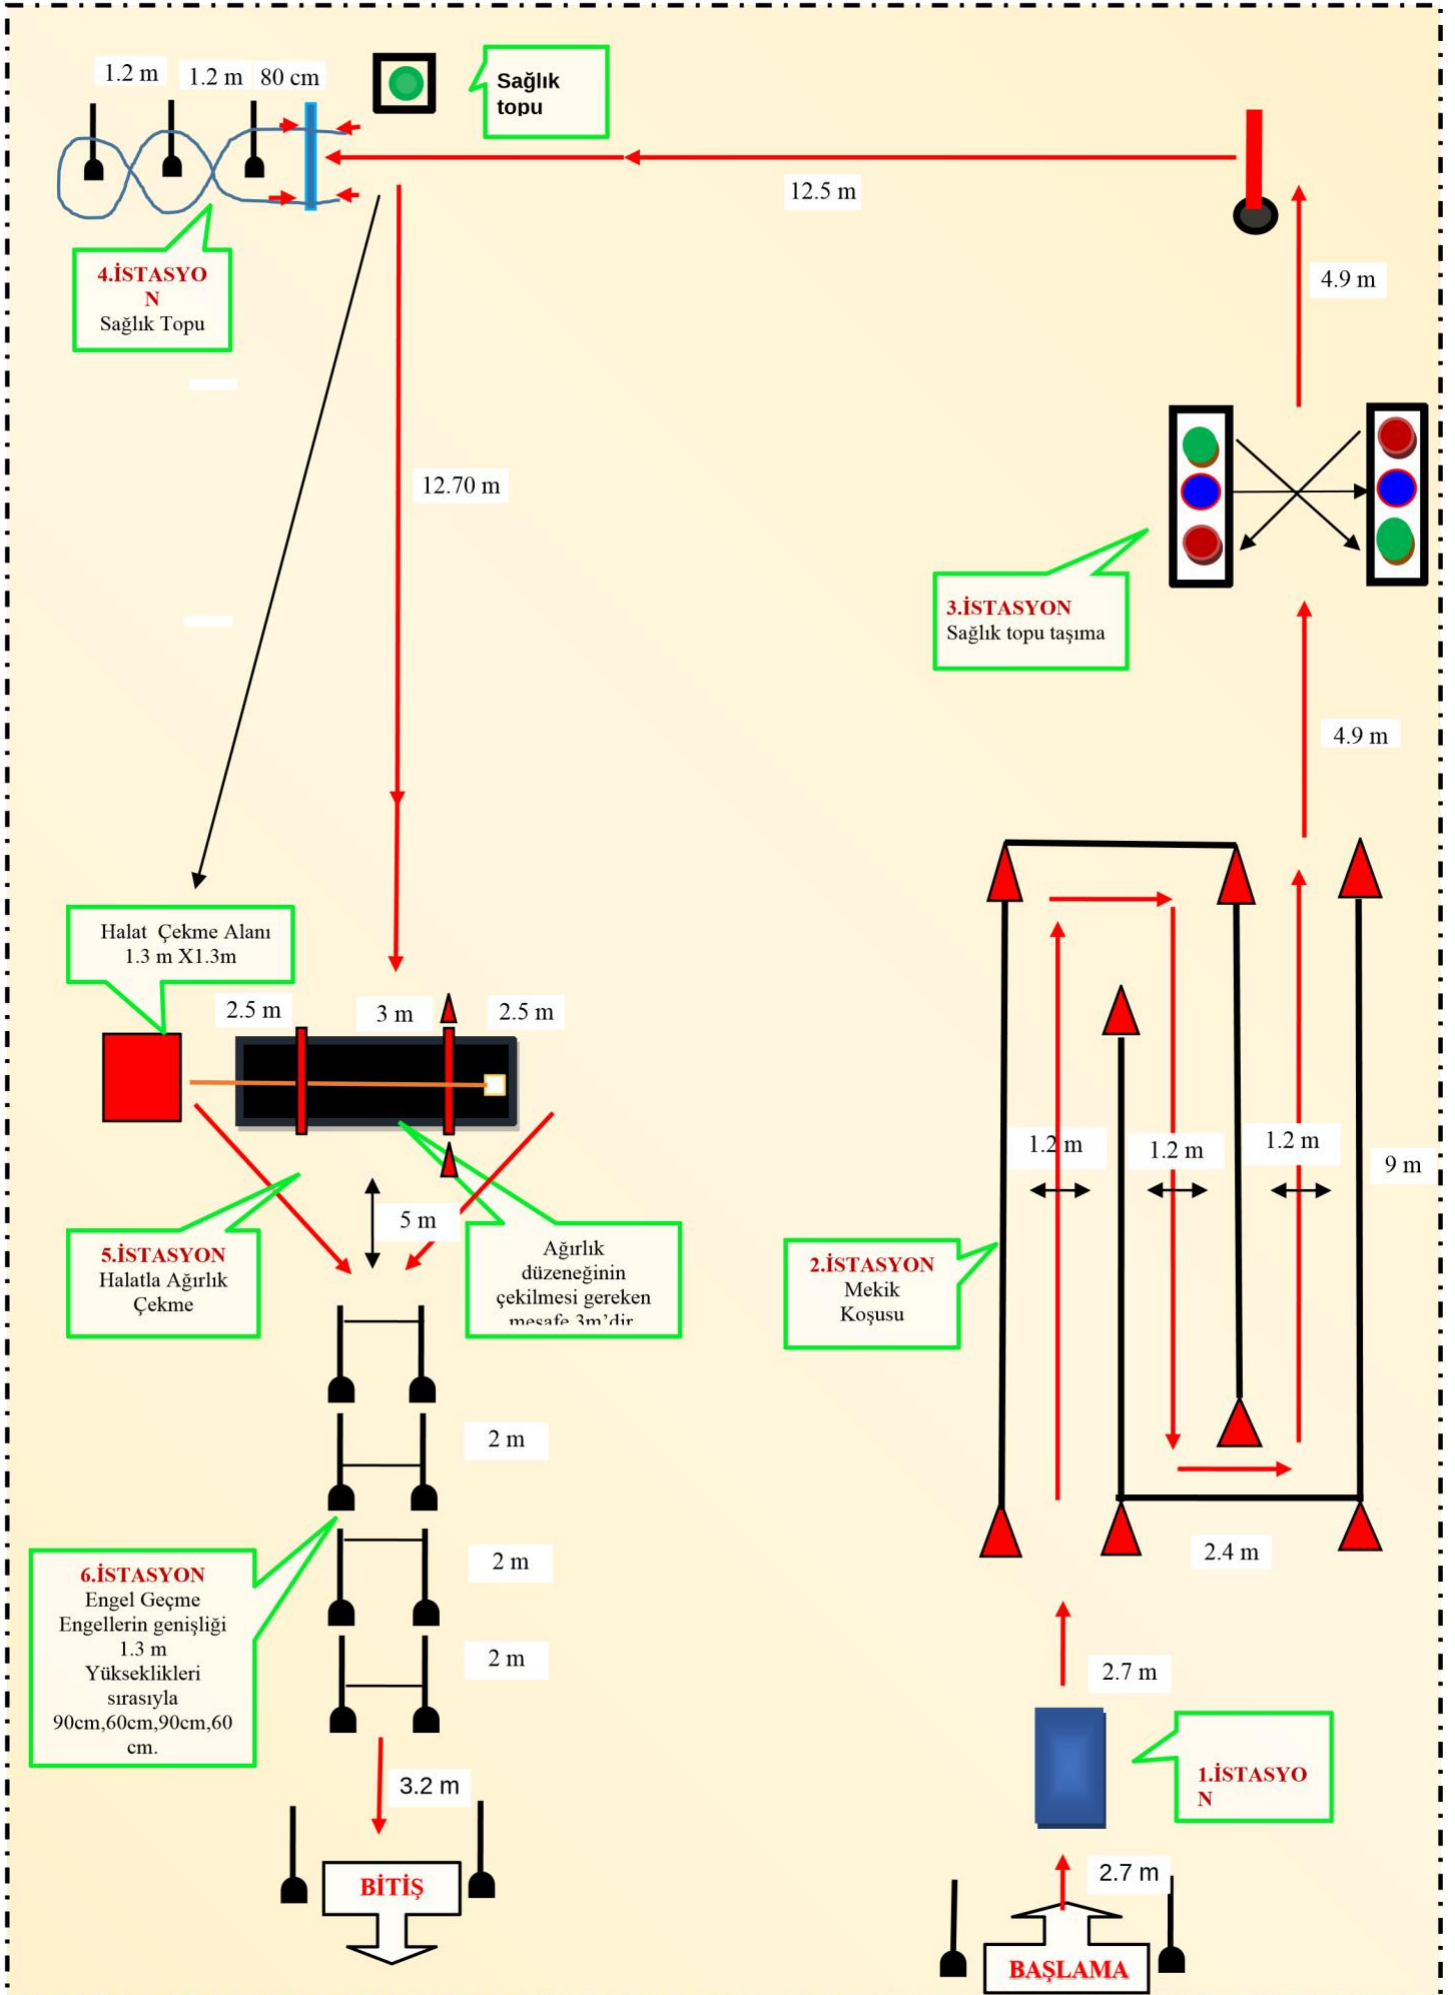 1.2 m
1.2 m
80 cm
Sağlık
topu
12.5 m
4.İSTASYO
N
Sağlık Topu
4.9 m
12.70 m
3.İSTASYON
Sağlık topu taşıma
4.9 m
Halat Çekme Alanı
1.3 m X1.3m
2.5 m
3 m
2.5 m
1.2 m
1.2 m
1.2 m
9 m
5 m
5.İSTASYON
Halatla Ağırlık
Çekme
Ağırlık
düzeneğinin
çekilmesi gereken
mesafe 3m’dir
2.İSTASYON
Mekik
Koşusu
2 m
2.4 m
2 m
6.İSTASYON
Engel Geçme
Engellerin genişliği
1.3 m
Yükseklikleri
sırasıyla
90cm,60cm,90cm,60
cm.
2 m
2.7 m
1.İSTASYO
N
3.2 m
BİTİŞ
2.7 m
BAŞLAMA